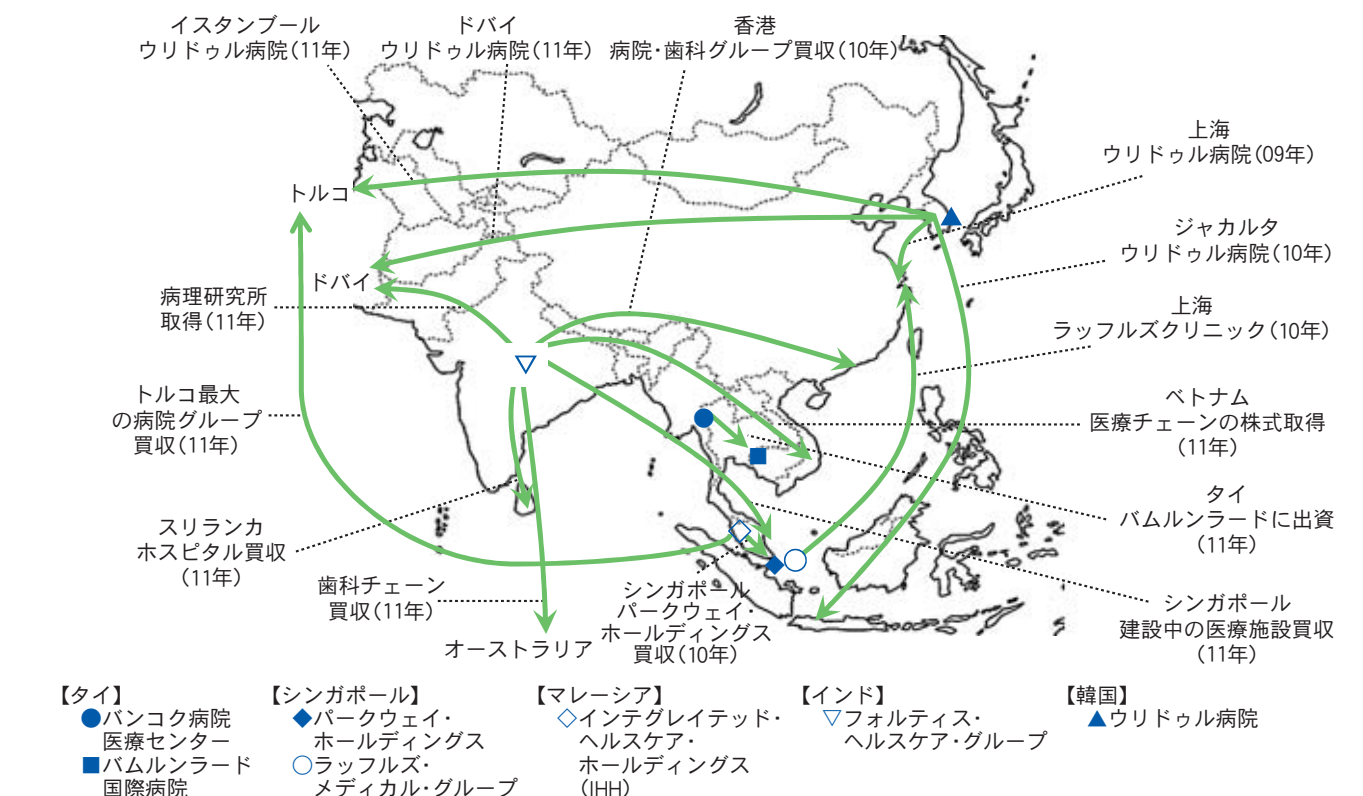 イスタンブール
ウリドゥル病院(11年)
ドバイ
ウリドゥル病院(11年)
香港
病院・歯科グループ買収(10年)
上海
ウリドゥル病院(09年)
トルコ
ジャカルタ
ウリドゥル病院(10年)
ドバイ
病理研究所
取得(11年)
上海
ラッフルズクリニック(10年)
トルコ最大
の病院グループ
買収(11年)
ベトナム
医療チェーンの株式取得
(11年)
タイ
バムルンラードに出資
(11年)
スリランカ
ホスピタル買収
(11年)
歯科チェーン
買収(11年)
オーストラリア
シンガポール
パークウェイ・
ホールディングス
買収(10年)
シンガポール
建設中の医療施設買収
(11年)
【タイ】
●バンコク病院
医療センター
■バムルンラード
国際病院
【シンガポール】
◆パークウェイ・
ホールディングス
○ラッフルズ・
メディカル・グループ
【マレーシア】
◇インテグレイテッド・
ヘルスケア・
ホールディングス
(IHH)
【インド】
▽フォルティス・
ヘルスケア・グループ
【韓国】
▲ウリドゥル病院